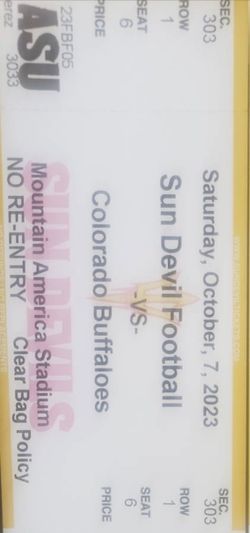 SEC.
303
ROW
1
SEAT
6
PRICE
23FBF05
ASU
erez 3033
Saturday, October, 7, 2023
Sun Devil Football
-vs-
Colorado Buffaloes
SUN DEVILS
Mountain America Stadium
NO RE-ENTRY Clear Bag Policy
SEC.
303
ROW
1
SEAT
6
PRICE